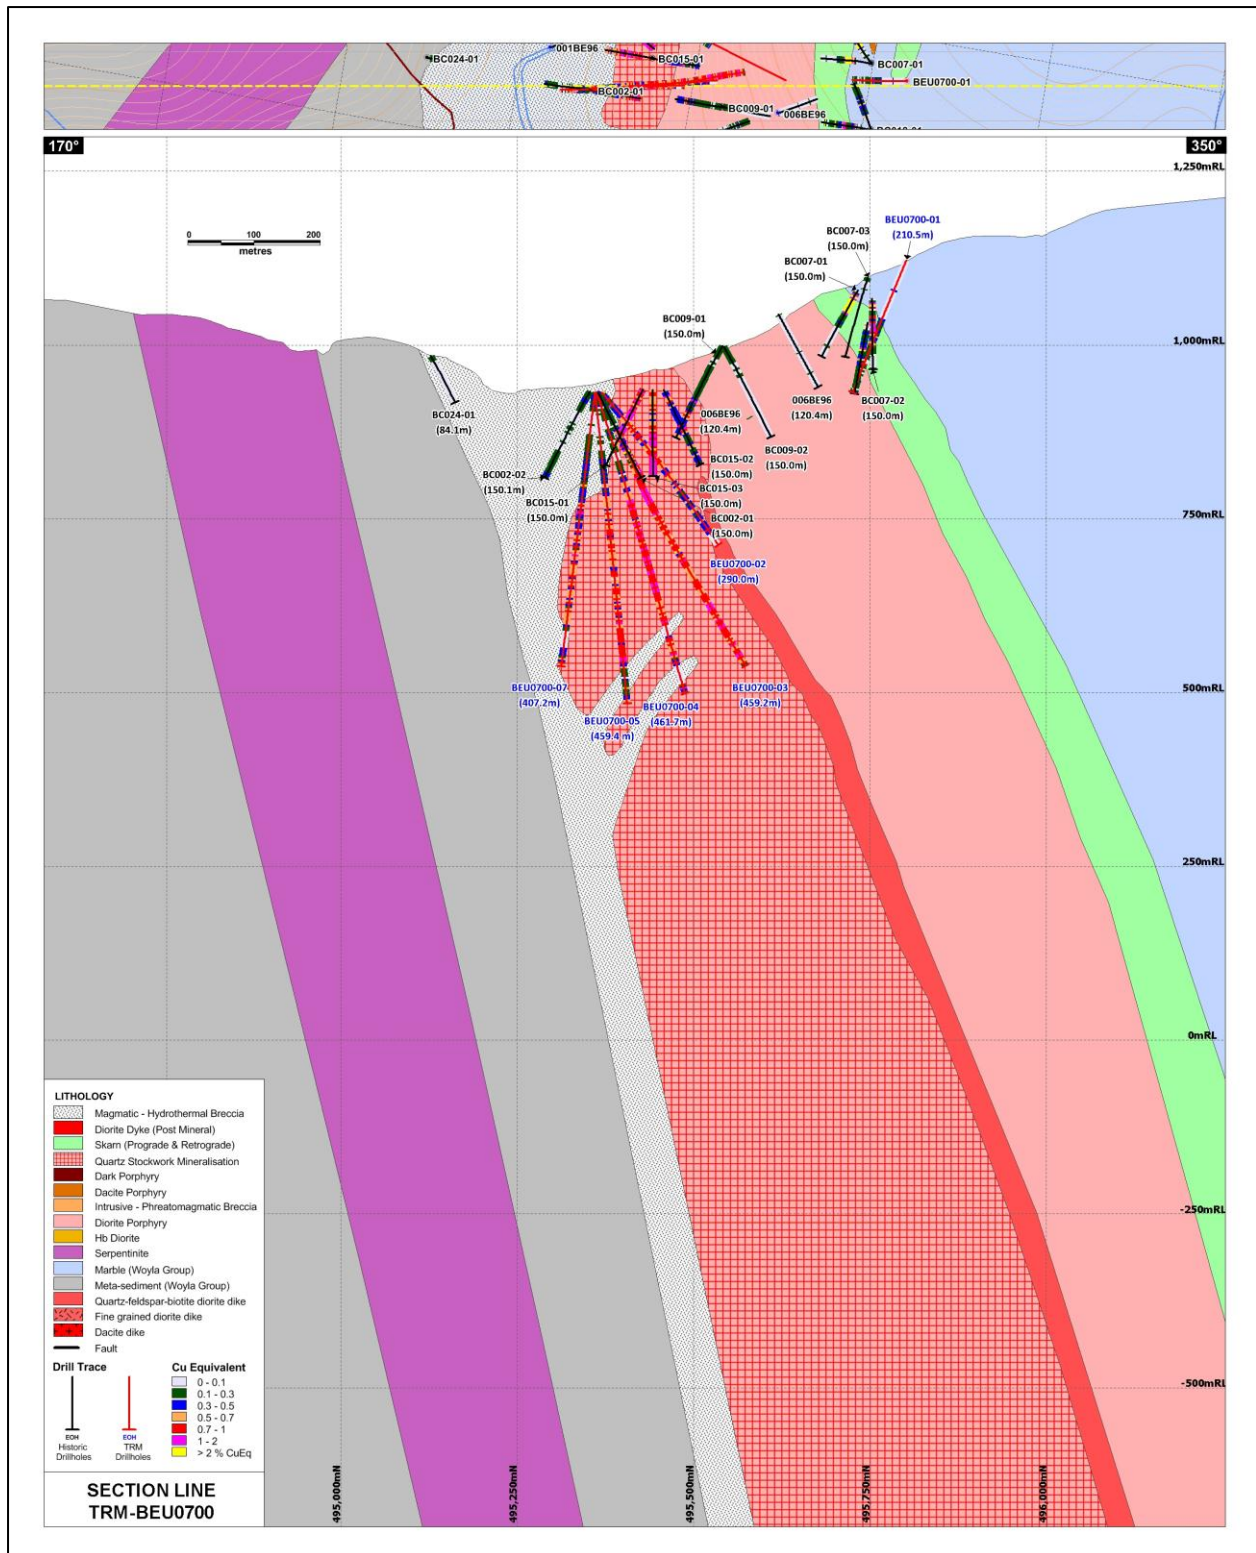 001BE96
BC024-01
BC015-01
BC007-01
BEU0700-01
BC002-01
BC009-01
006BE96
170°
350°
1,250mRL
0 100 200
metres
BEU0700-01
(210.5m)
BC007-03
(150.0m)
BC007-01
(150.0m)
BC009-01
(150.0m)
1,000mRL
BC024-01
(84.1m)
006BE96
(120.4m)
BC007-02
(150.0m)
006BE96
(120.4m)
BC009-02
(150.0m)
BC002-02
(150.1m)
BC015-02
(150.0m)
BC015-01
(150.0m)
BC015-03
(150.0m)
BC002-01
(150.0m)
750mRL
BEU0700-02
(290.0m)
BEU0700-07
(407.2m)
BEU0700-03
(459.2m)
500mRL
BEU0700-04
(461.7m)
BEU0700-05
(459.4 m)
250mRL
0mRL
-250mRL
-500mRL
LITHOLOGY
Magmatic - Hydrothermal Breccia
Diorite Dyke (Post Mineral)
Skarn (Prograde & Retrograde)
Quartz Stockwork Mineralisation
Dark Porphyry
Dacite Porphyry
Intrusive - Phreatomagmatic Breccia
Diorite Porphyry
Hb Diorite
Serpentinite
Marble (Woyla Group)
Meta-sediment (Woyla Group)
Quartz-feldspar-biotite diorite dike
Fine grained diorite dike
Dacite dike
Fault
Drill Trace
EOH
Historic
Drillholes
EOH
TRM
Drillholes
Cu Equivalent
0 - 0.1
0.1 - 0.3
0.3 - 0.5
0.5 - 0.7
0.7 - 1
1 - 2
> 2 % CuEq
SECTION LINE
TRM-BEU0700
495,000mN
495,250mN
495,500mN
495,750mN
496,000mN